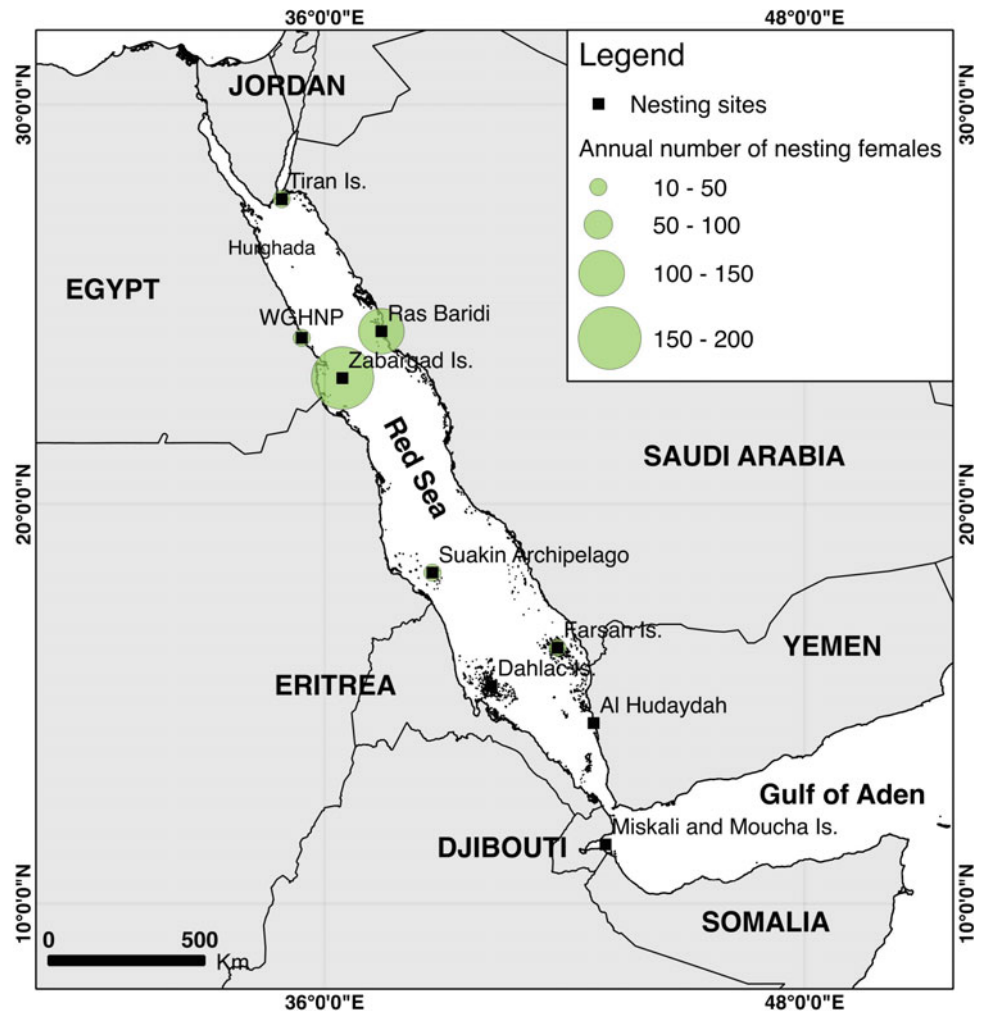 36°0'0"E
48°0'0"E
30°0'0"N
30°0'0"N
Legend
Nesting sites
Annual number of nesting females
10 - 50
50 - 100
100 - 150
150 - 200
JORDAN
Tiran Is.
Hurghada
EGYPT
WGHNP
Ras Baridi
Zabargad Is.
Red Sea
SAUDI ARABIA
20°0'0"N
20°0'0"N
Suakin Archipelago
Farsan Is.
YEMEN
Dahlac Is.
ERITREA
Al Hudaydah
Gulf of Aden
Miskali and Moucha Is.
DJIBOUTI
SOMALIA
10°0'0"N
10°0'0"N
0
500
Km
36°0'0"E
48°0'0"E